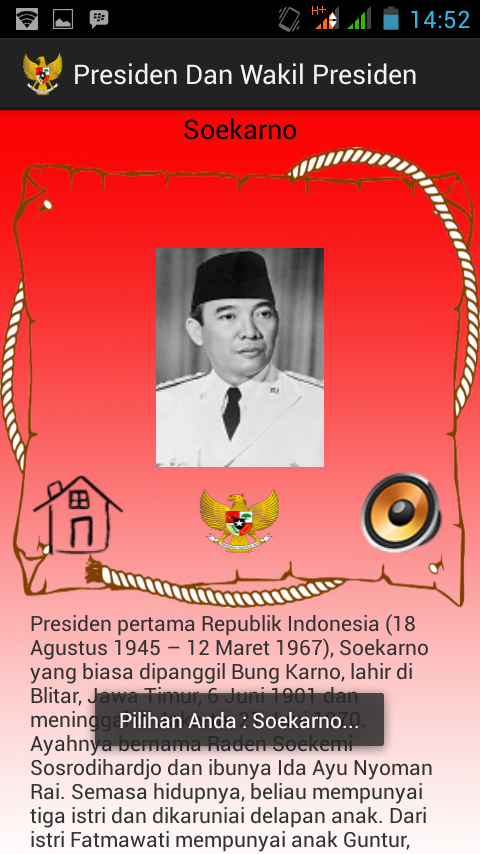 H+
14:52
Presiden Dan Wakil Presiden
Soekarno
Presiden pertama Republik Indonesia (18
Agustus 1945 – 12 Maret 1967), Soekarno
yang biasa dipanggil Bung Karno, lahir di
Blitar, Jawa Timur, 6 Juni 1901 dan
Pilihan Anda : Soekarno...
Ayahnya bernama Raden Soekemi
Sosrodihardjo dan ibunya Ida Ayu Nyoman
Rai. Semasa hidupnya, beliau mempunyai
tiga istri dan dikaruniai delapan anak. Dari
istri Fatmawati mempunyai anak Guntur,